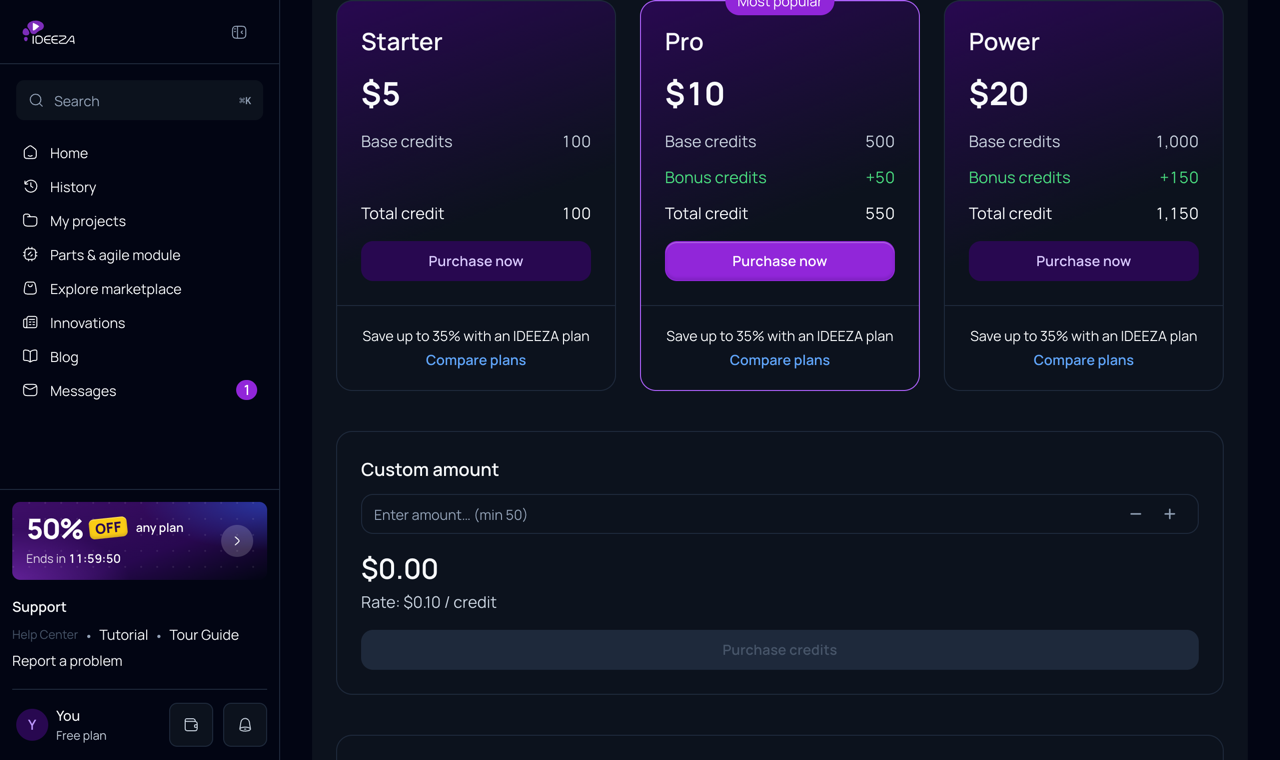 IDEEZA
Search ⌘K
Home
History
My projects
Parts & agile module
Explore marketplace
Innovations
Blog
Messages 1
50% OFF any plan
Ends in 11:59:50
Support
Help Center • Tutorial • Tour Guide
Report a problem
Y
You
Free plan
Starter
$5
Base credits 100
Total credit 100
Purchase now
Save up to 35% with an IDEEZA plan
Compare plans
Most popular
Pro
$10
Base credits 500
Bonus credits +50
Total credit 550
Purchase now
Save up to 35% with an IDEEZA plan
Compare plans
Power
$20
Base credits 1,000
Bonus credits +150
Total credit 1,150
Purchase now
Save up to 35% with an IDEEZA plan
Compare plans
Custom amount
Enter amount... (min 50)
$0.00
Rate: $0.10 / credit
Purchase credits